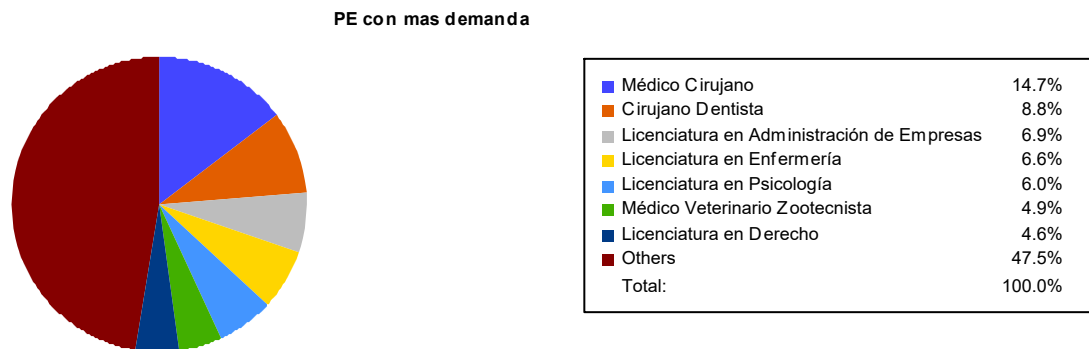 PE con mas demanda
Médico Cirujano 14.7%
Cirujano Dentista 8.8%
Licenciatura en Administración de Empresas 6.9%
Licenciatura en Enfermería 6.6%
Licenciatura en Psicología 6.0%
Médico Veterinario Zootecnista 4.9%
Licenciatura en Derecho 4.6%
Others 47.5%
Total: 100.0%